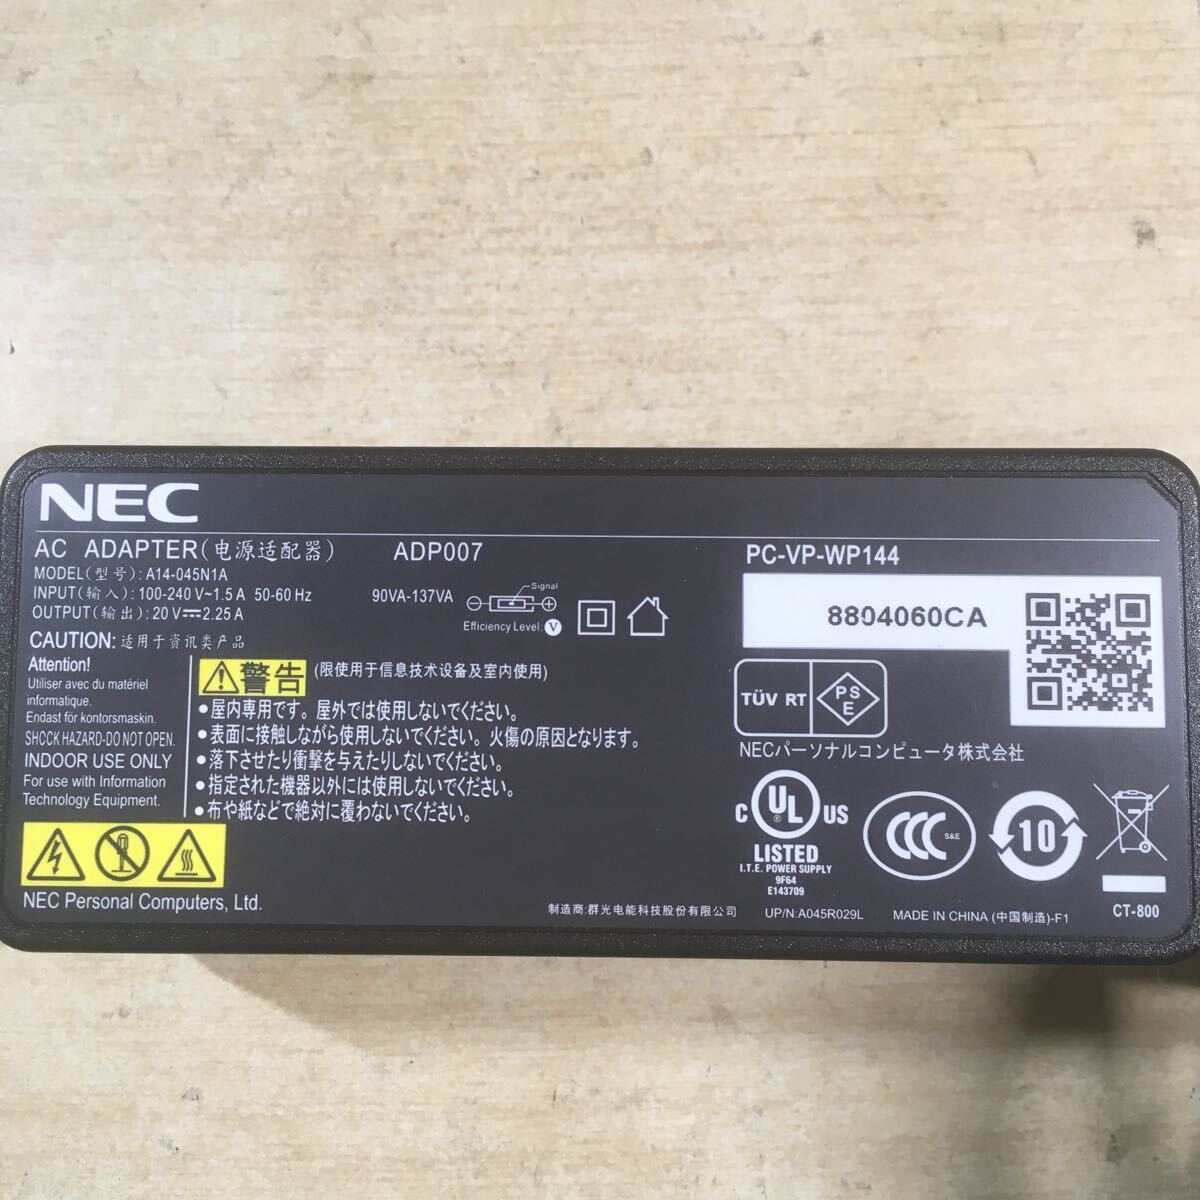 NEC
AC ADAPTER(电源适配器) ADP007
MODEL(型号): A14-045N1A
INPUT(输入): 100-240 V~1.5 A 50-60 Hz 90VA-137VA
OUTPUT(输出): 20 V⎓2.25 A
Signal
Efficiency Level: V
CAUTION: 适用于资讯类产品
Attention!
Utiliser avec du matériel
informatique.
Endast för kontorsmaskin.
SHOCK HAZARD-DO NOT OPEN.
INDOOR USE ONLY
For use with Information
Technology Equipment.
⚠警告 (限使用于信息技术设备及室内使用)
•屋内専用です。屋外では使用しないでください。
•表面に接触しながら使用しないでください。火傷の原因となります。
•落下させたり衝撃を与えたりしないでください。
•指定された機器以外には使用しないでください。
•布や紙などで絶対に覆わないでください。
NEC Personal Computers, Ltd.
PC-VP-WP144
8804060CA
TÜV RT
PS
E
NECパーソナルコンピュータ株式会社
C UL ® US
LISTED
I.T.E. POWER SUPPLY
9F64
E143709
CCC S&E
10
CT-800
制造商:群光电能科技股份有限公司 UP/N:A045R029L MADE IN CHINA (中国制造)-F1